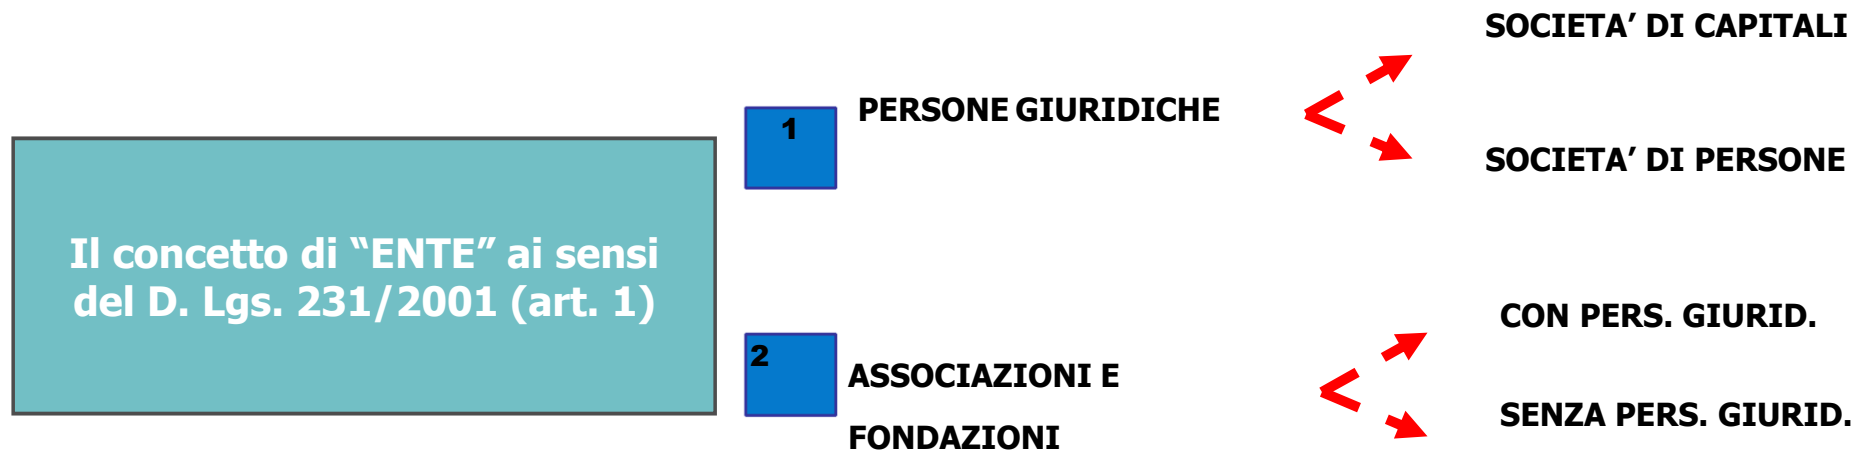 Il concetto di “ENTE” ai sensi
del D. Lgs. 231/2001 (art. 1)
1
PERSONE GIURIDICHE
SOCIETA’ DI CAPITALI
SOCIETA’ DI PERSONE
2
ASSOCIAZIONI E
FONDAZIONI
CON PERS. GIURID.
SENZA PERS. GIURID.